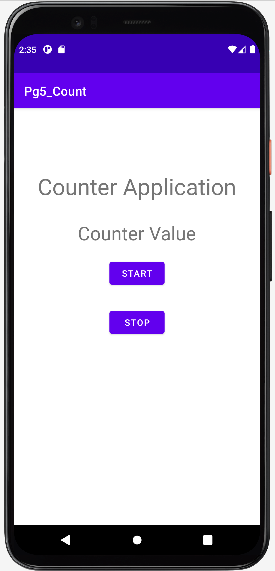 2:35
Pg5_Count
Counter Application
Counter Value
START
STOP